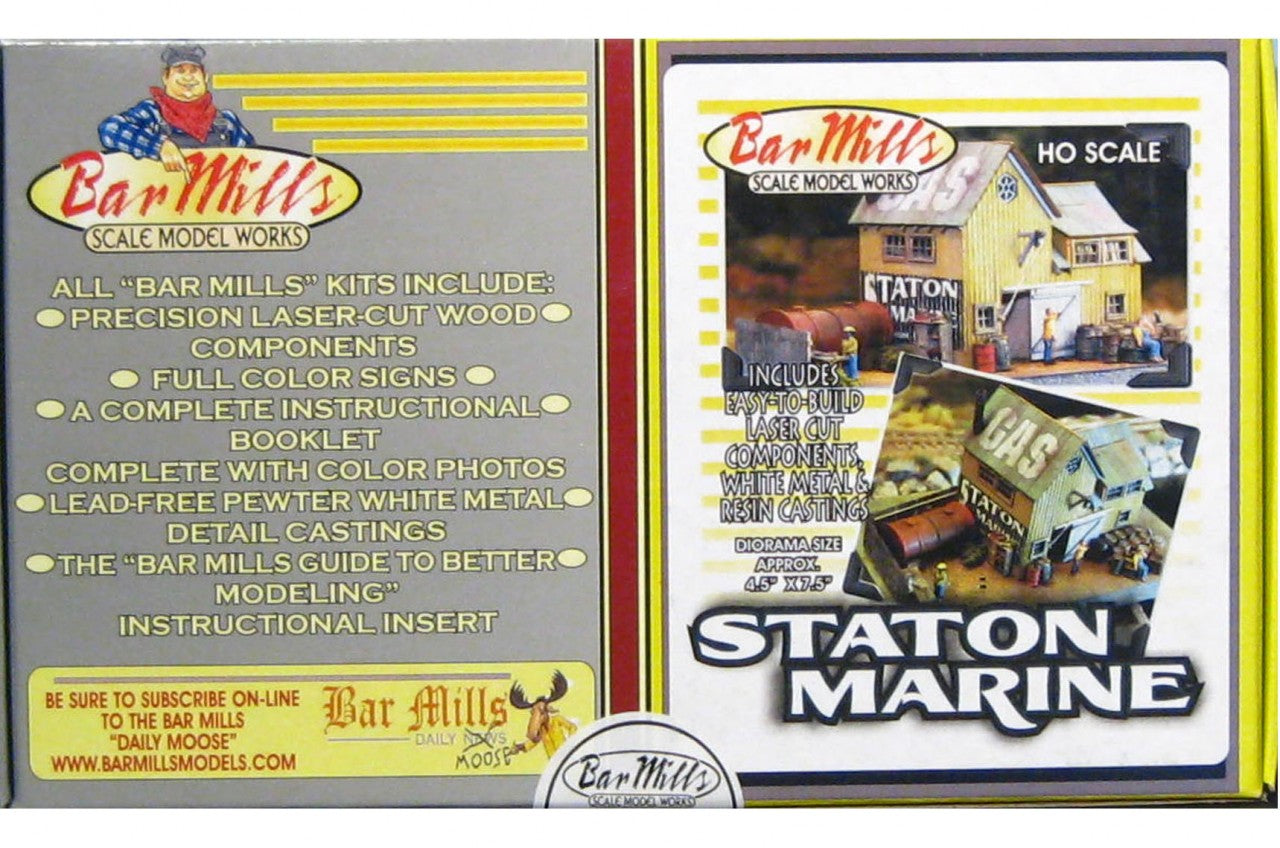 Bar Mills
SCALE MODEL WORKS
ALL “BAR MILLS” KITS INCLUDE:
PRECISION LASER-CUT WOOD
COMPONENTS
FULL COLOR SIGNS
A COMPLETE INSTRUCTIONAL
BOOKLET
COMPLETE WITH COLOR PHOTOS
LEAD-FREE PEWTER WHITE METAL
DETAIL CASTINGS
THE “BAR MILLS GUIDE TO BETTER
MODELING”
INSTRUCTIONAL INSERT
BE SURE TO SUBSCRIBE ON-LINE
TO THE BAR MILLS
“DAILY MOOSE”
WWW.BARMILLSMODELS.COM
Bar Mills
DAILY NEWS
MOOSE
Bar Mills
SCALE MODEL WORKS
Bar Mills
SCALE MODEL WORKS
HO SCALE
GAS
STATON
INCLUDES
EASY-TO-BUILD
LASER CUT
COMPONENTS,
WHITE METAL &
RESIN CASTINGS
DIORAMA SIZE
APPROX.
4.5” X 7.5”
GAS
STATON
STATON
MARINE